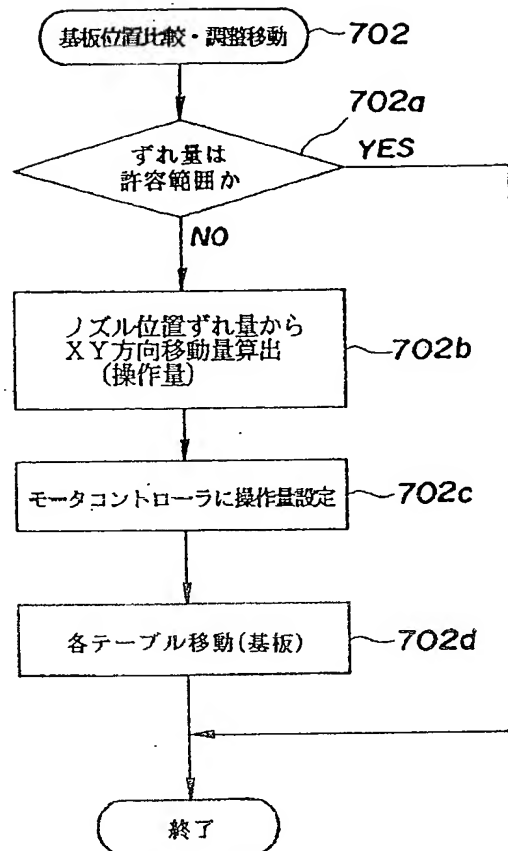 基板位置比較・調整移動 702
702a
ずれ量は
許容範囲か
YES
NO
ノズル位置ずれ量から
XY方向移動量算出
(操作量)
702b
モータコントローラに操作量設定 702c
各テーブル移動(基板) 702d
終了